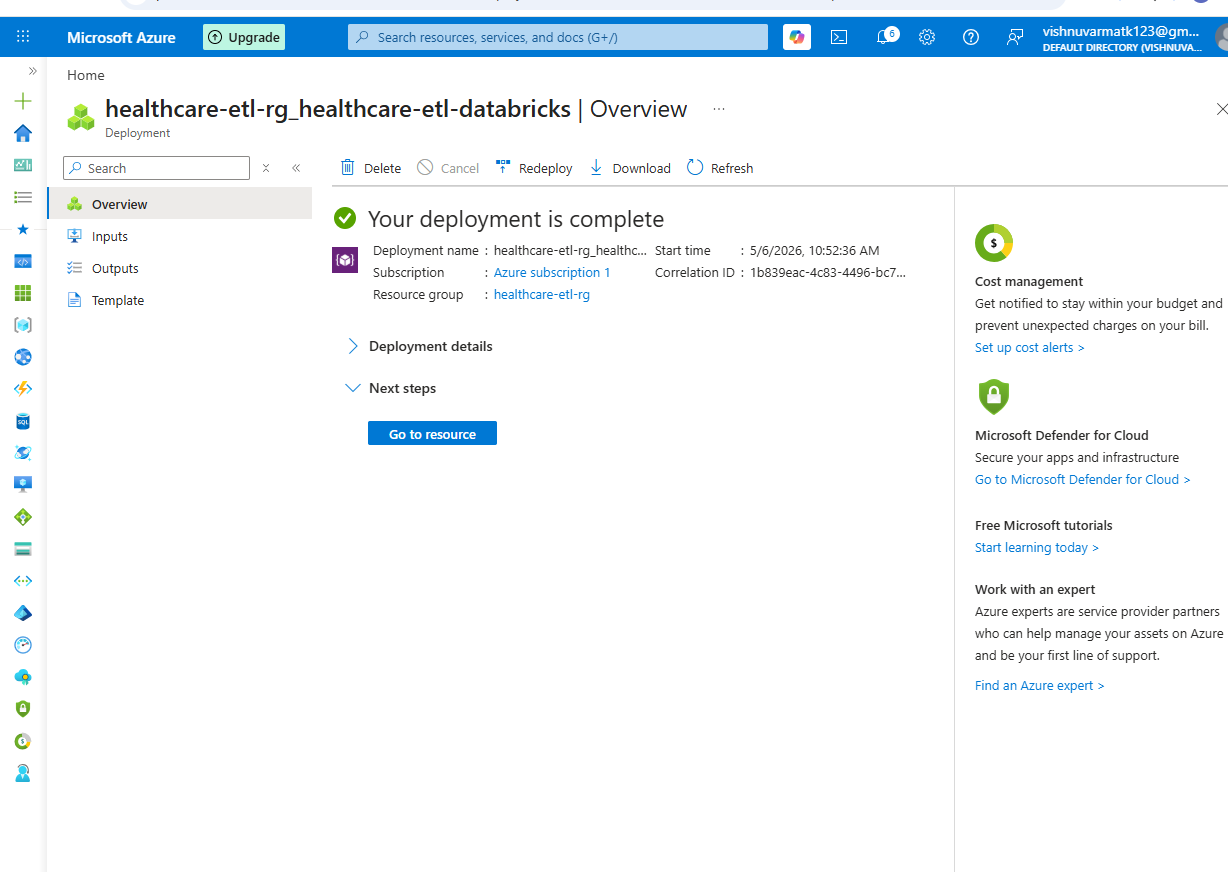 Microsoft Azure
Upgrade
Search resources, services, and docs (G+/)
6
vishnuvarmatk123@gm...
DEFAULT DIRECTORY (VISHNUVA...
Home
healthcare-etl-rg_healthcare-etl-databricks | Overview ...
Deployment
Search
Delete
Cancel
Redeploy
Download
Refresh
Overview
Inputs
Outputs
Template
Your deployment is complete
Deployment name : healthcare-etl-rg_healthc...
Subscription : Azure subscription 1
Resource group : healthcare-etl-rg
Start time : 5/6/2026, 10:52:36 AM
Correlation ID : 1b839eac-4c83-4496-bc7...
Deployment details
Next steps
Go to resource
Cost management
Get notified to stay within your budget and
prevent unexpected charges on your bill.
Set up cost alerts >
Microsoft Defender for Cloud
Secure your apps and infrastructure
Go to Microsoft Defender for Cloud >
Free Microsoft tutorials
Start learning today >
Work with an expert
Azure experts are service provider partners
who can help manage your assets on Azure
and be your first line of support.
Find an Azure expert >